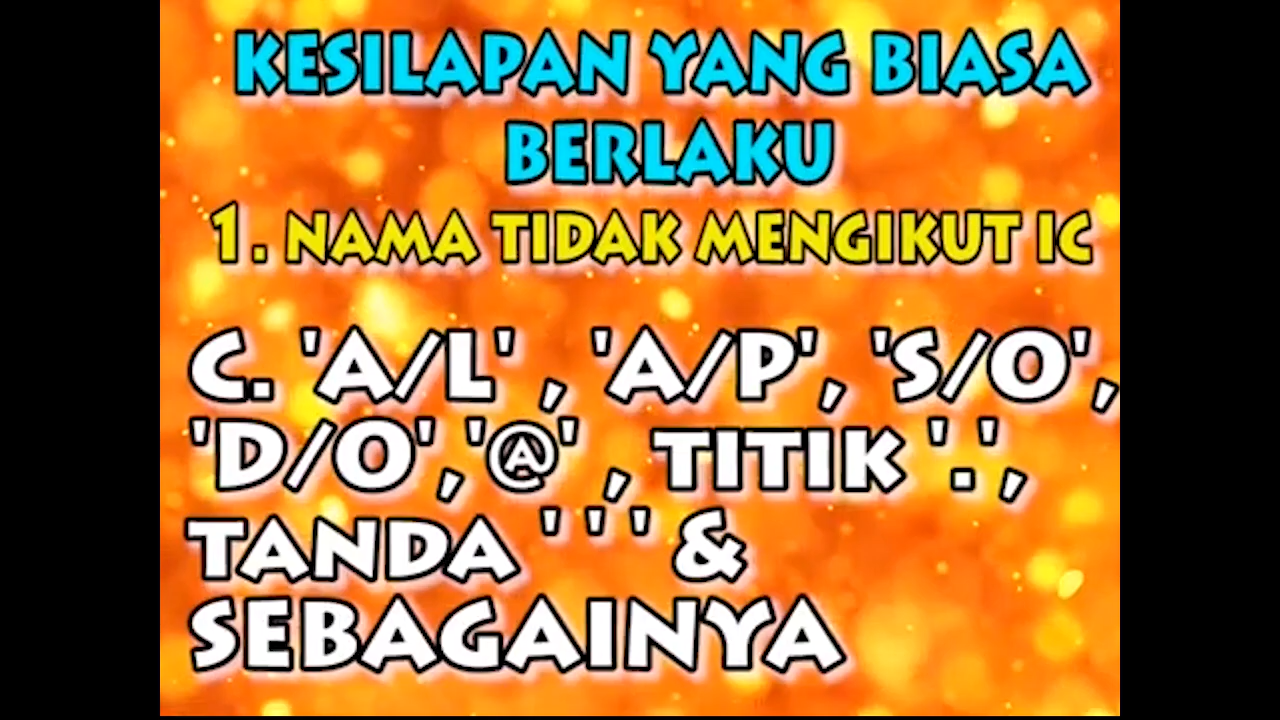 KESILAPAN YANG BIASA
BERLAKU
1. NAMA TIDAK MENGIKUT IC
C. 'A/L' , 'A/P', 'S/O',
'D/O','@' , TITIK '.',
TANDA ' ' ' &
SEBAGAINYA